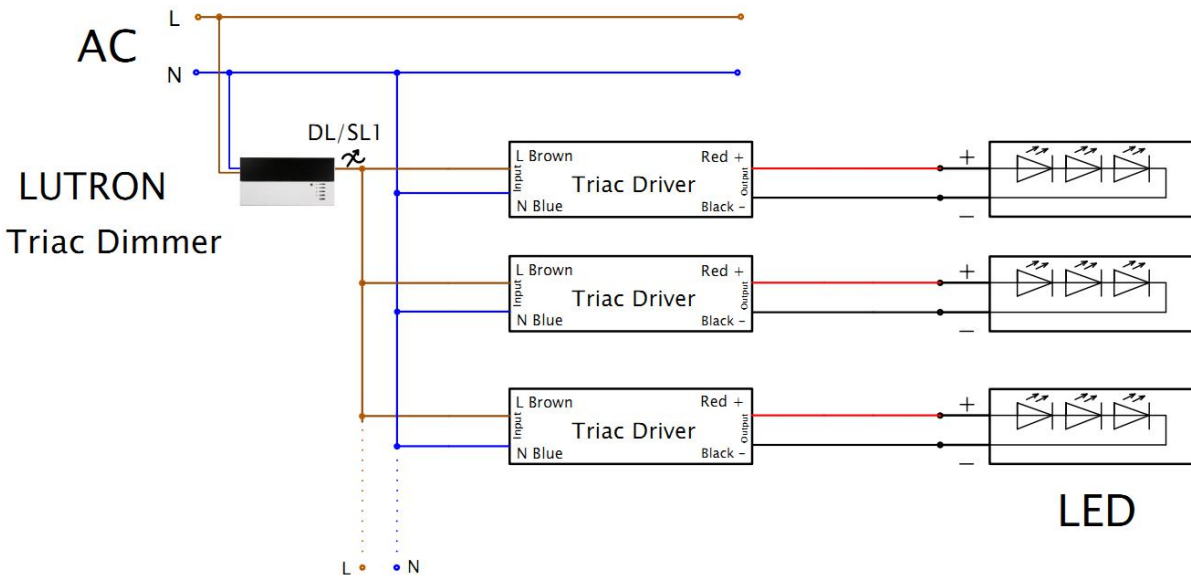 L
AC
N
DL/SL1
LUTRON
Triac Dimmer
L Brown
Red +
Input
Triac Driver
Output
N Blue
Black -
+
–
L Brown
Red +
Input
Triac Driver
Output
N Blue
Black -
+
–
L Brown
Red +
Input
Triac Driver
Output
N Blue
Black -
+
–
LED
L
N